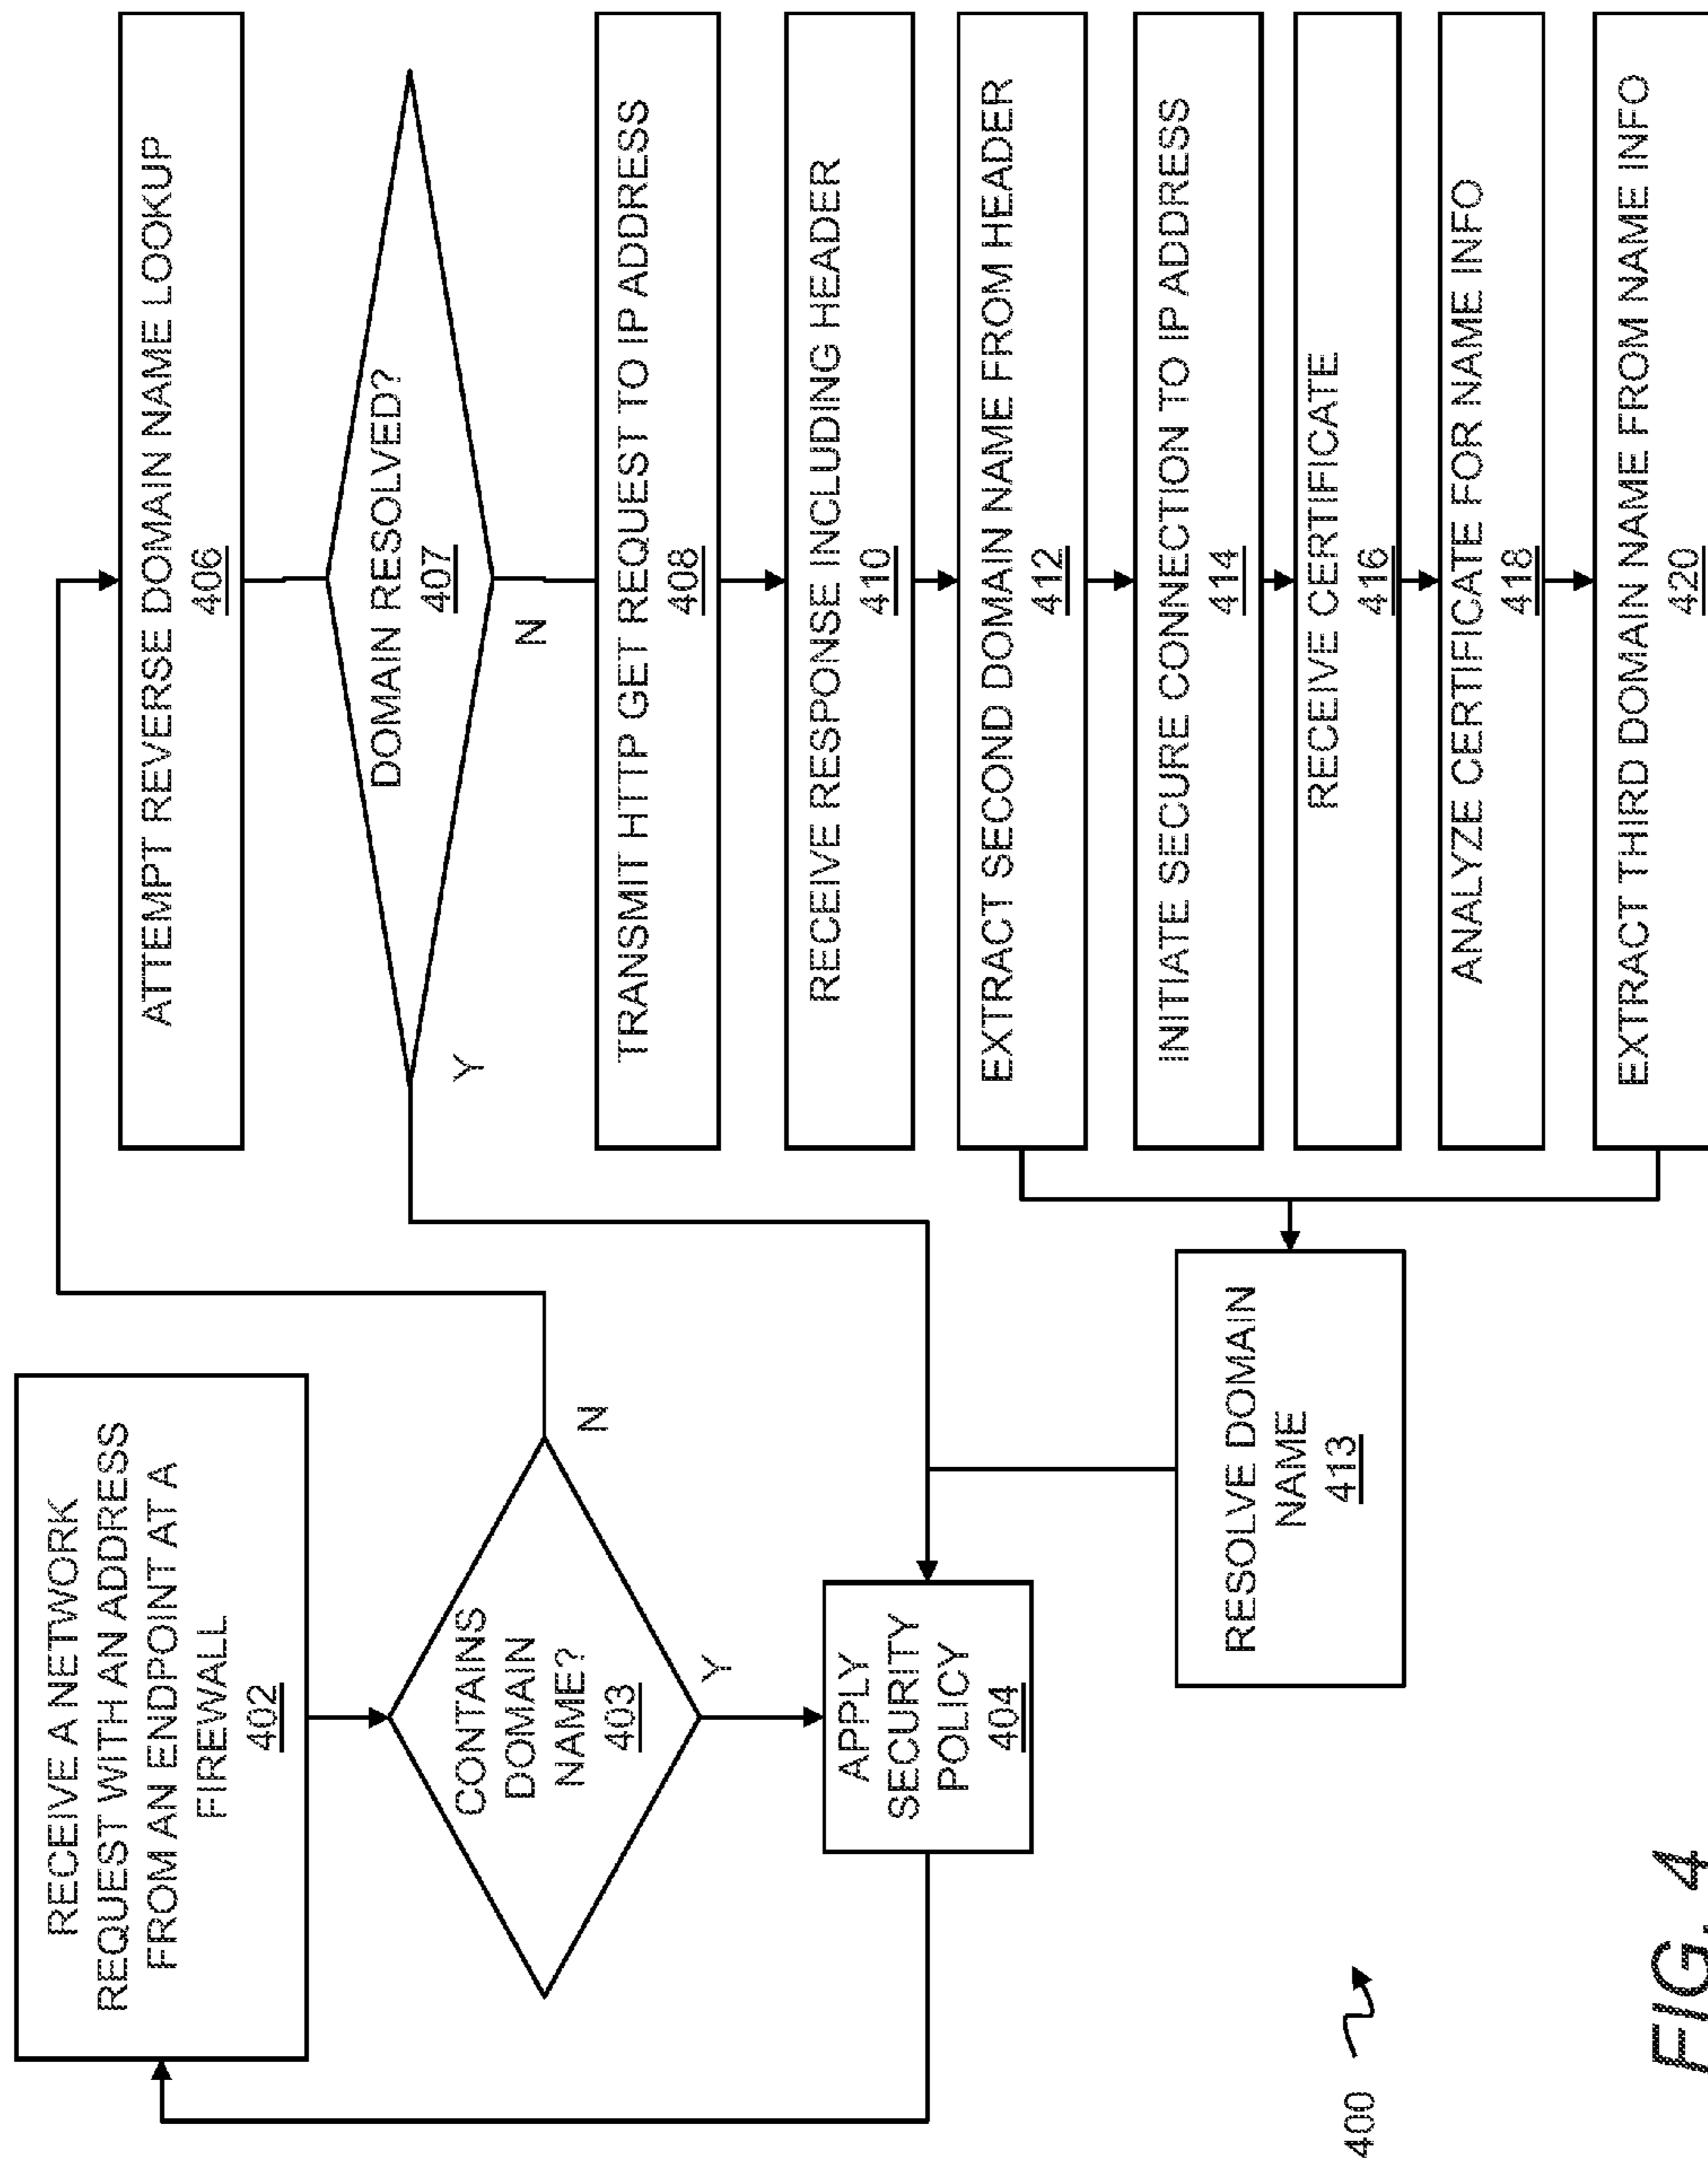 RECEIVE A NETWORK
REQUEST WITH AN ADDRESS
FROM AN ENDPOINT AT A
FIREWALL
402
CONTAINS
DOMAIN
NAME?
403
N
Y
APPLY
SECURITY
POLICY
404
ATTEMPT REVERSE DOMAIN NAME LOOKUP
406
DOMAIN RESOLVED?
407
Y
N
TRANSMIT HTTP GET REQUEST TO IP ADDRESS
408
RECEIVE RESPONSE INCLUDING HEADER
410
EXTRACT SECOND DOMAIN NAME FROM HEADER
412
RESOLVE DOMAIN
NAME
413
INITIATE SECURE CONNECTION TO IP ADDRESS
414
RECEIVE CERTIFICATE
416
ANALYZE CERTIFICATE FOR NAME INFO
418
EXTRACT THIRD DOMAIN NAME FROM NAME INFO
420
400
FIG. 4